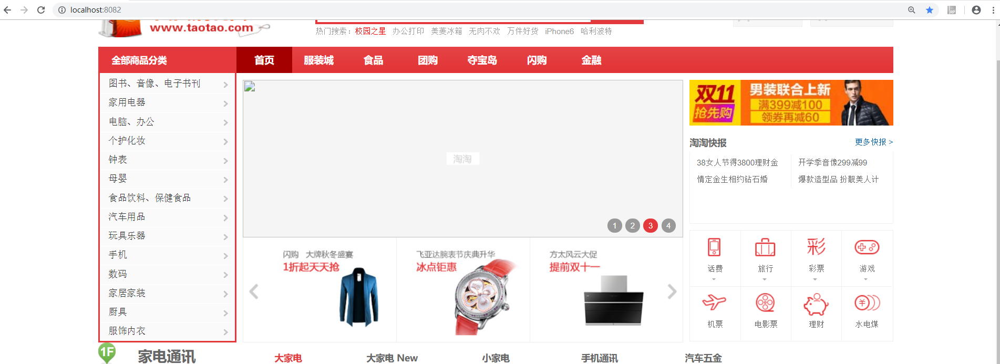 localhost:8082
www.taotao.com
热门搜索：校园之星 办公打印 美菱冰箱 无肉不欢 万件好货 iPhone6 哈利波特
全部商品分类 首页 服装城 食品 团购 夺宝岛 闪购 金融
图书、音像、电子书刊
家用电器
电脑、办公
个护化妆
钟表
母婴
食品饮料、保健食品
汽车用品
玩具乐器
手机
数码
家居家装
厨具
服饰内衣
淘淘
1 2 3 4
闪购 大牌秋冬盛宴
1折起天天抢
飞亚达腕表节庆典升华
冰点钜惠
方太风云大促
提前双十一
双11
抢先购
男装联合上新
满399减100
领券再减60
淘淘快报 更多快报 >
38女人节得3800理财金 开学季音像299减99
情定金生相约钻石婚 爆款造型品 扮靓美人计
话费 旅行 彩票 游戏
机票 电影票 理财 水电煤
1F 家电通讯 大家电 大家电 New 小家电 手机通讯 汽车五金